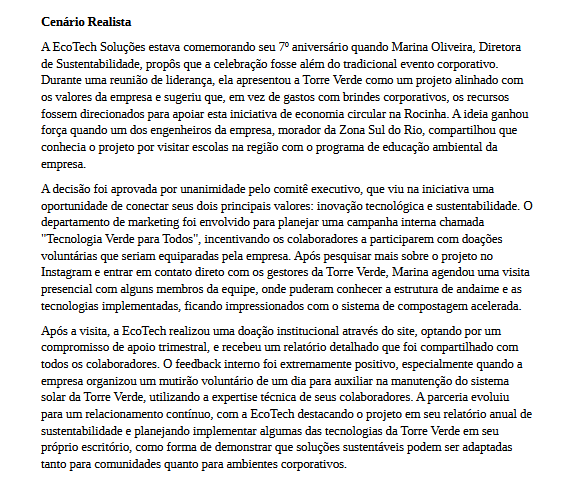 Cenário Realista
A EcoTech Soluções estava comemorando seu 7º aniversário quando Marina Oliveira, Diretora
de Sustentabilidade, propôs que a celebração fosse além do tradicional evento corporativo.
Durante uma reunião de liderança, ela apresentou a Torre Verde como um projeto alinhado com
os valores da empresa e sugeriu que, em vez de gastos com brindes corporativos, os recursos
fossem direcionados para apoiar esta iniciativa de economia circular na Rocinha. A ideia ganhou
força quando um dos engenheiros da empresa, morador da Zona Sul do Rio, compartilhou que
conhecia o projeto por visitar escolas na região com o programa de educação ambiental da
empresa.
A decisão foi aprovada por unanimidade pelo comitê executivo, que viu na iniciativa uma
oportunidade de conectar seus dois principais valores: inovação tecnológica e sustentabilidade. O
departamento de marketing foi envolvido para planejar uma campanha interna chamada
"Tecnologia Verde para Todos", incentivando os colaboradores a participarem com doações
voluntárias que seriam equiparadas pela empresa. Após pesquisar mais sobre o projeto no
Instagram e entrar em contato direto com os gestores da Torre Verde, Marina agendou uma visita
presencial com alguns membros da equipe, onde puderam conhecer a estrutura de andaime e as
tecnologias implementadas, ficando impressionados com o sistema de compostagem acelerada.
Após a visita, a EcoTech realizou uma doação institucional através do site, optando por um
compromisso de apoio trimestral, e recebeu um relatório detalhado que foi compartilhado com
todos os colaboradores. O feedback interno foi extremamente positivo, especialmente quando a
empresa organizou um mutirão voluntário de um dia para auxiliar na manutenção do sistema
solar da Torre Verde, utilizando a expertise técnica de seus colaboradores. A parceria evoluiu
para um relacionamento contínuo, com a EcoTech destacando o projeto em seu relatório anual de
sustentabilidade e planejando implementar algumas das tecnologias da Torre Verde em seu
próprio escritório, como forma de demonstrar que soluções sustentáveis podem ser adaptadas
tanto para comunidades quanto para ambientes corporativos.